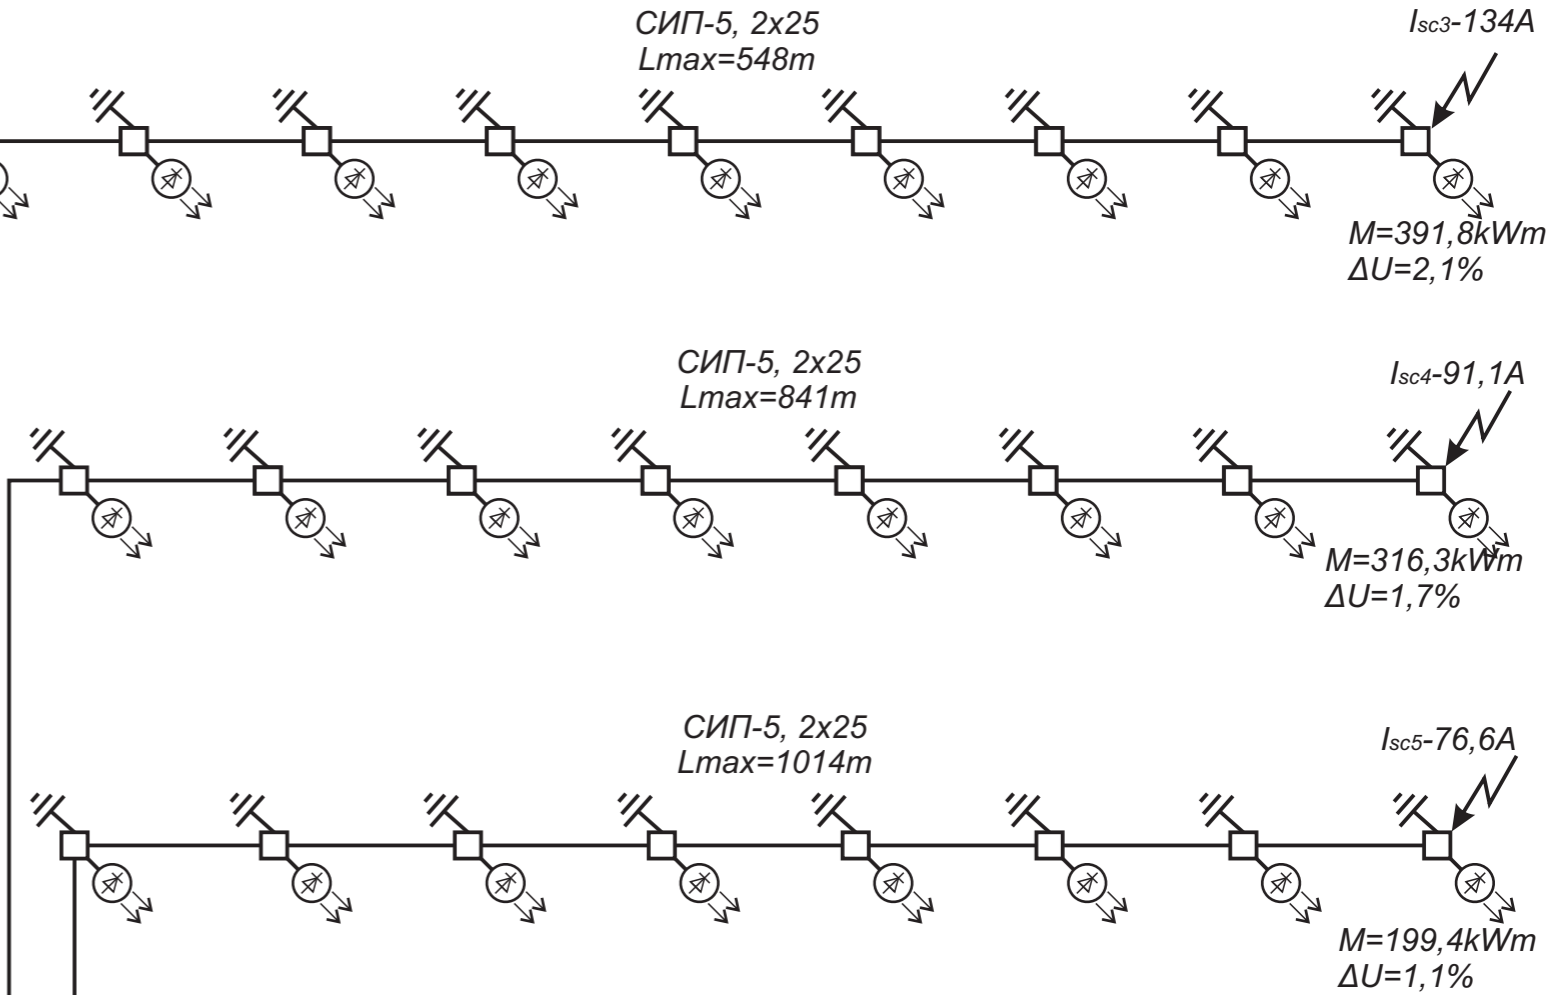 СИП-5, 2x25
Lmax=548m
Isc3-134A
M=391,8kWm
ΔU=2,1%
СИП-5, 2x25
Lmax=841m
Isc4-91,1A
M=316,3kWm
ΔU=1,7%
СИП-5, 2x25
Lmax=1014m
Isc5-76,6A
M=199,4kWm
ΔU=1,1%